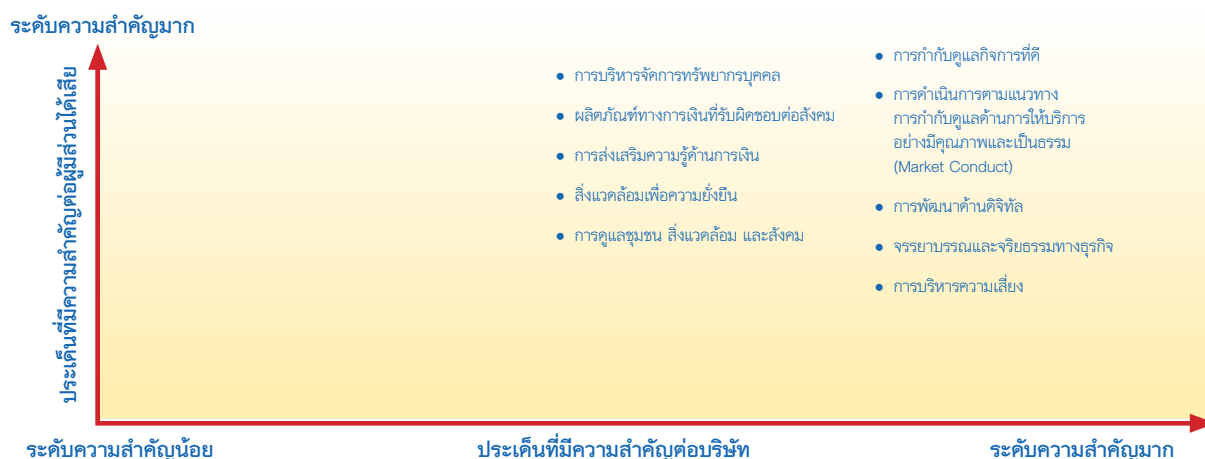 ระดับความสำคัญมาก
ประเด็นที่มีความสำคัญต่อผู้มีส่วนได้เสีย
• การบริหารจัดการทรัพยากรบุคคล
• ผลิตภัณฑ์ทางการเงินที่รับผิดชอบต่อสังคม
• การส่งเสริมความรู้ด้านการเงิน
• สิ่งแวดล้อมเพื่อความยั่งยืน
• การดูแลชุมชน สิ่งแวดล้อม และสังคม
• การกำกับดูแลกิจการที่ดี
• การดำเนินการตามแนวทาง
การกำกับดูแลด้านการให้บริการ
อย่างมีคุณภาพและเป็นธรรม
(Market Conduct)
• การพัฒนาด้านดิจิทัล
• จรรยาบรรณและจริยธรรมทางธุรกิจ
• การบริหารความเสี่ยง
ระดับความสำคัญน้อย
ประเด็นที่มีความสำคัญต่อบริษัท
ระดับความสำคัญมาก